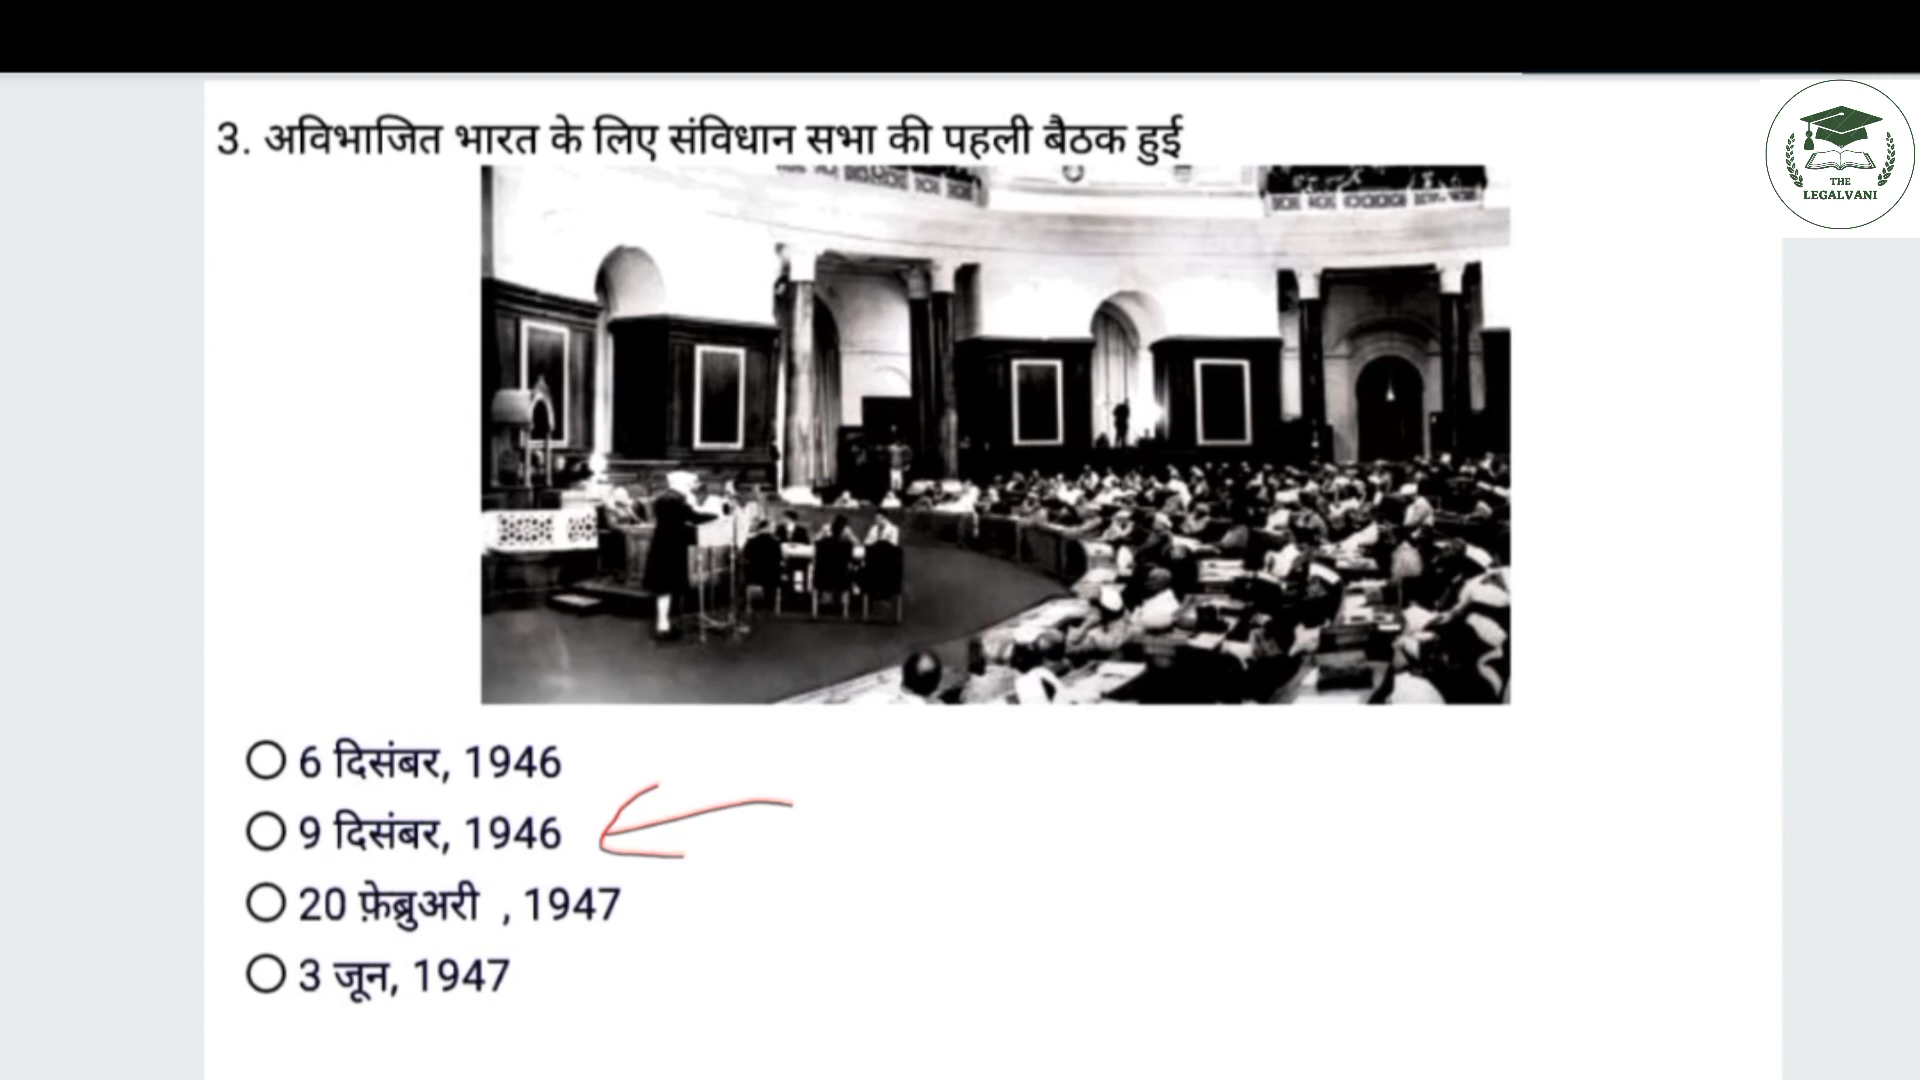 3. अविभाजित भारत के लिए संविधान सभा की पहली बैठक हुई
THE
LEGALVANI
6 दिसंबर, 1946
9 दिसंबर, 1946
20 फ़ेब्रुअरी , 1947
3 जून, 1947